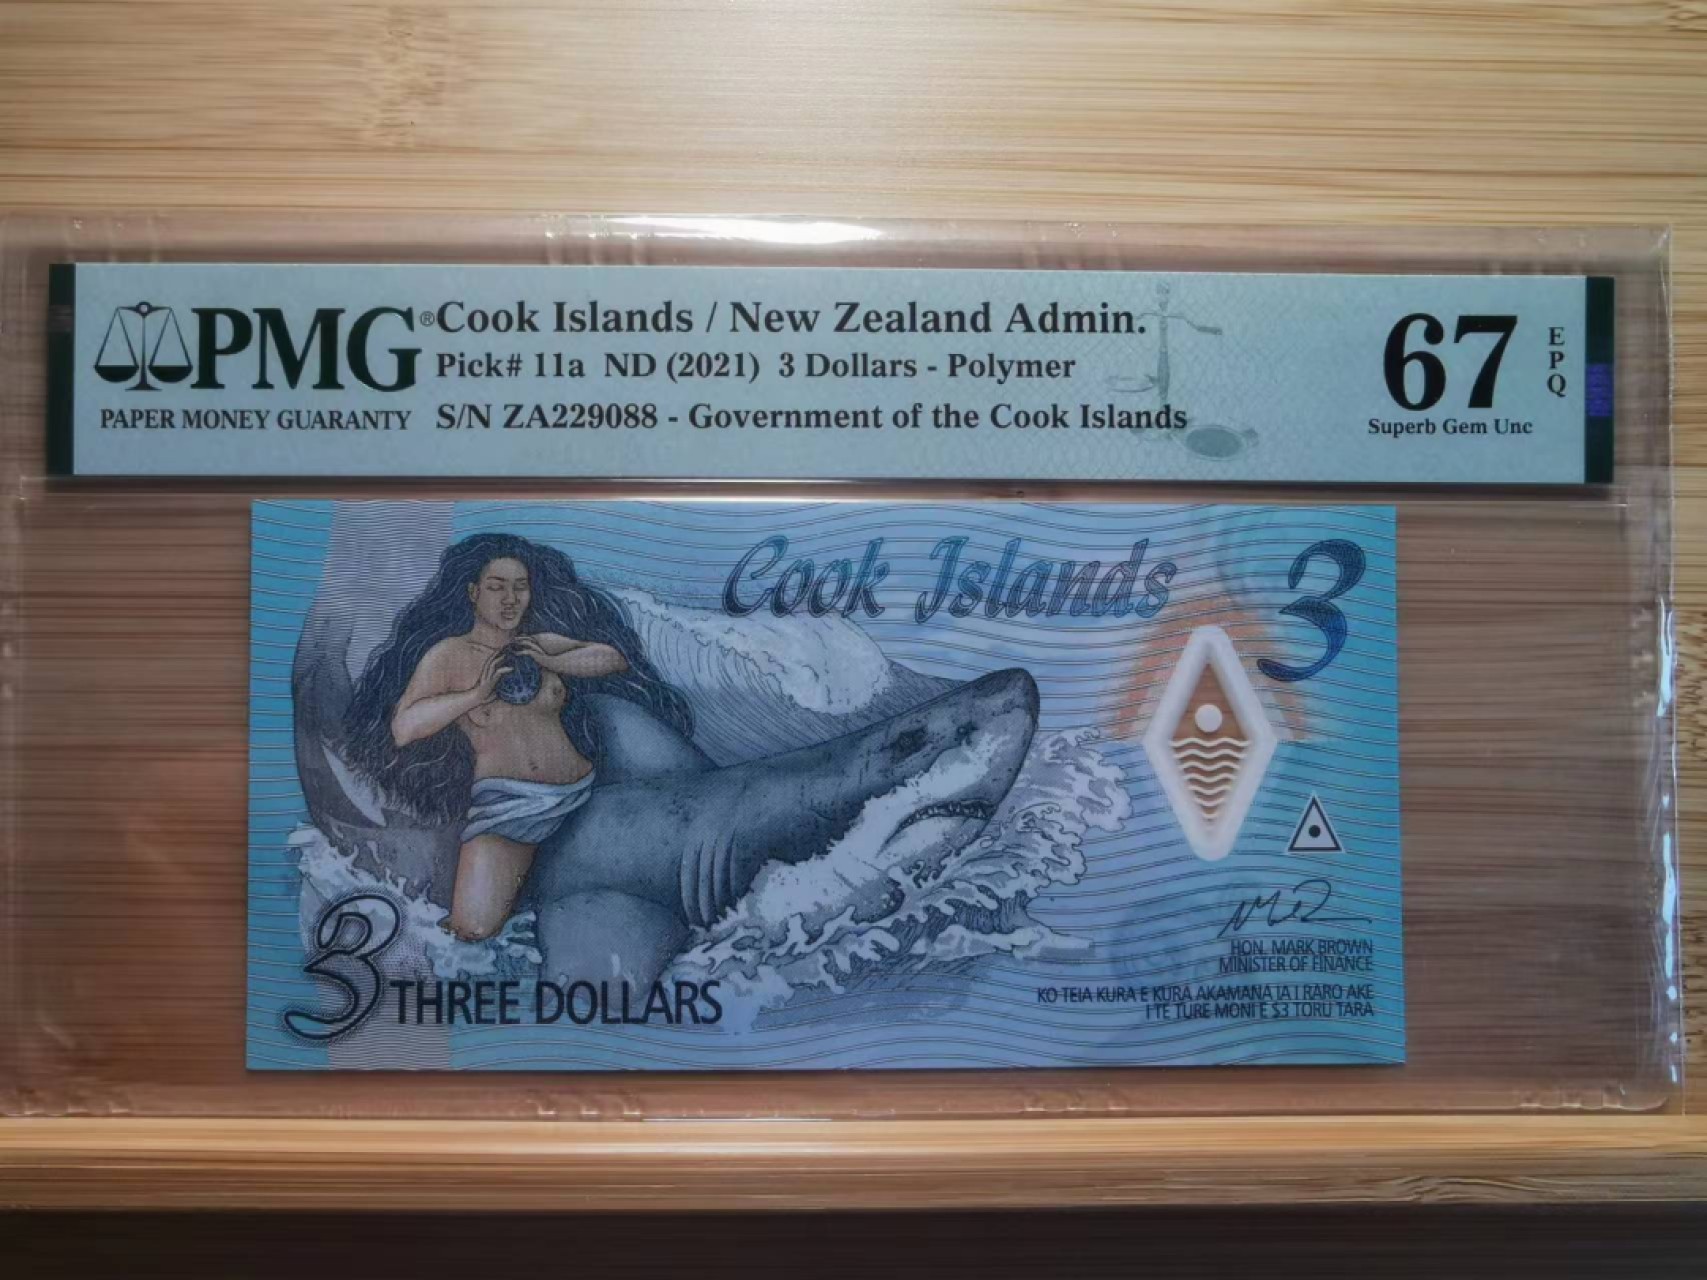 PMG®
PAPER MONEY GUARANTY
Cook Islands / New Zealand Admin.
Pick# 11a ND (2021) 3 Dollars - Polymer
S/N ZA229088 - Government of the Cook Islands
67
EPQ
Superb Gem Unc
Cook Islands
3
HON. MARK BROWN
MINISTER OF FINANCE
KO TEIA KURA E KURA AKAMANA IA I RARO AKE
I TE TURE MONI E $3 TORU TARA
3 THREE DOLLARS